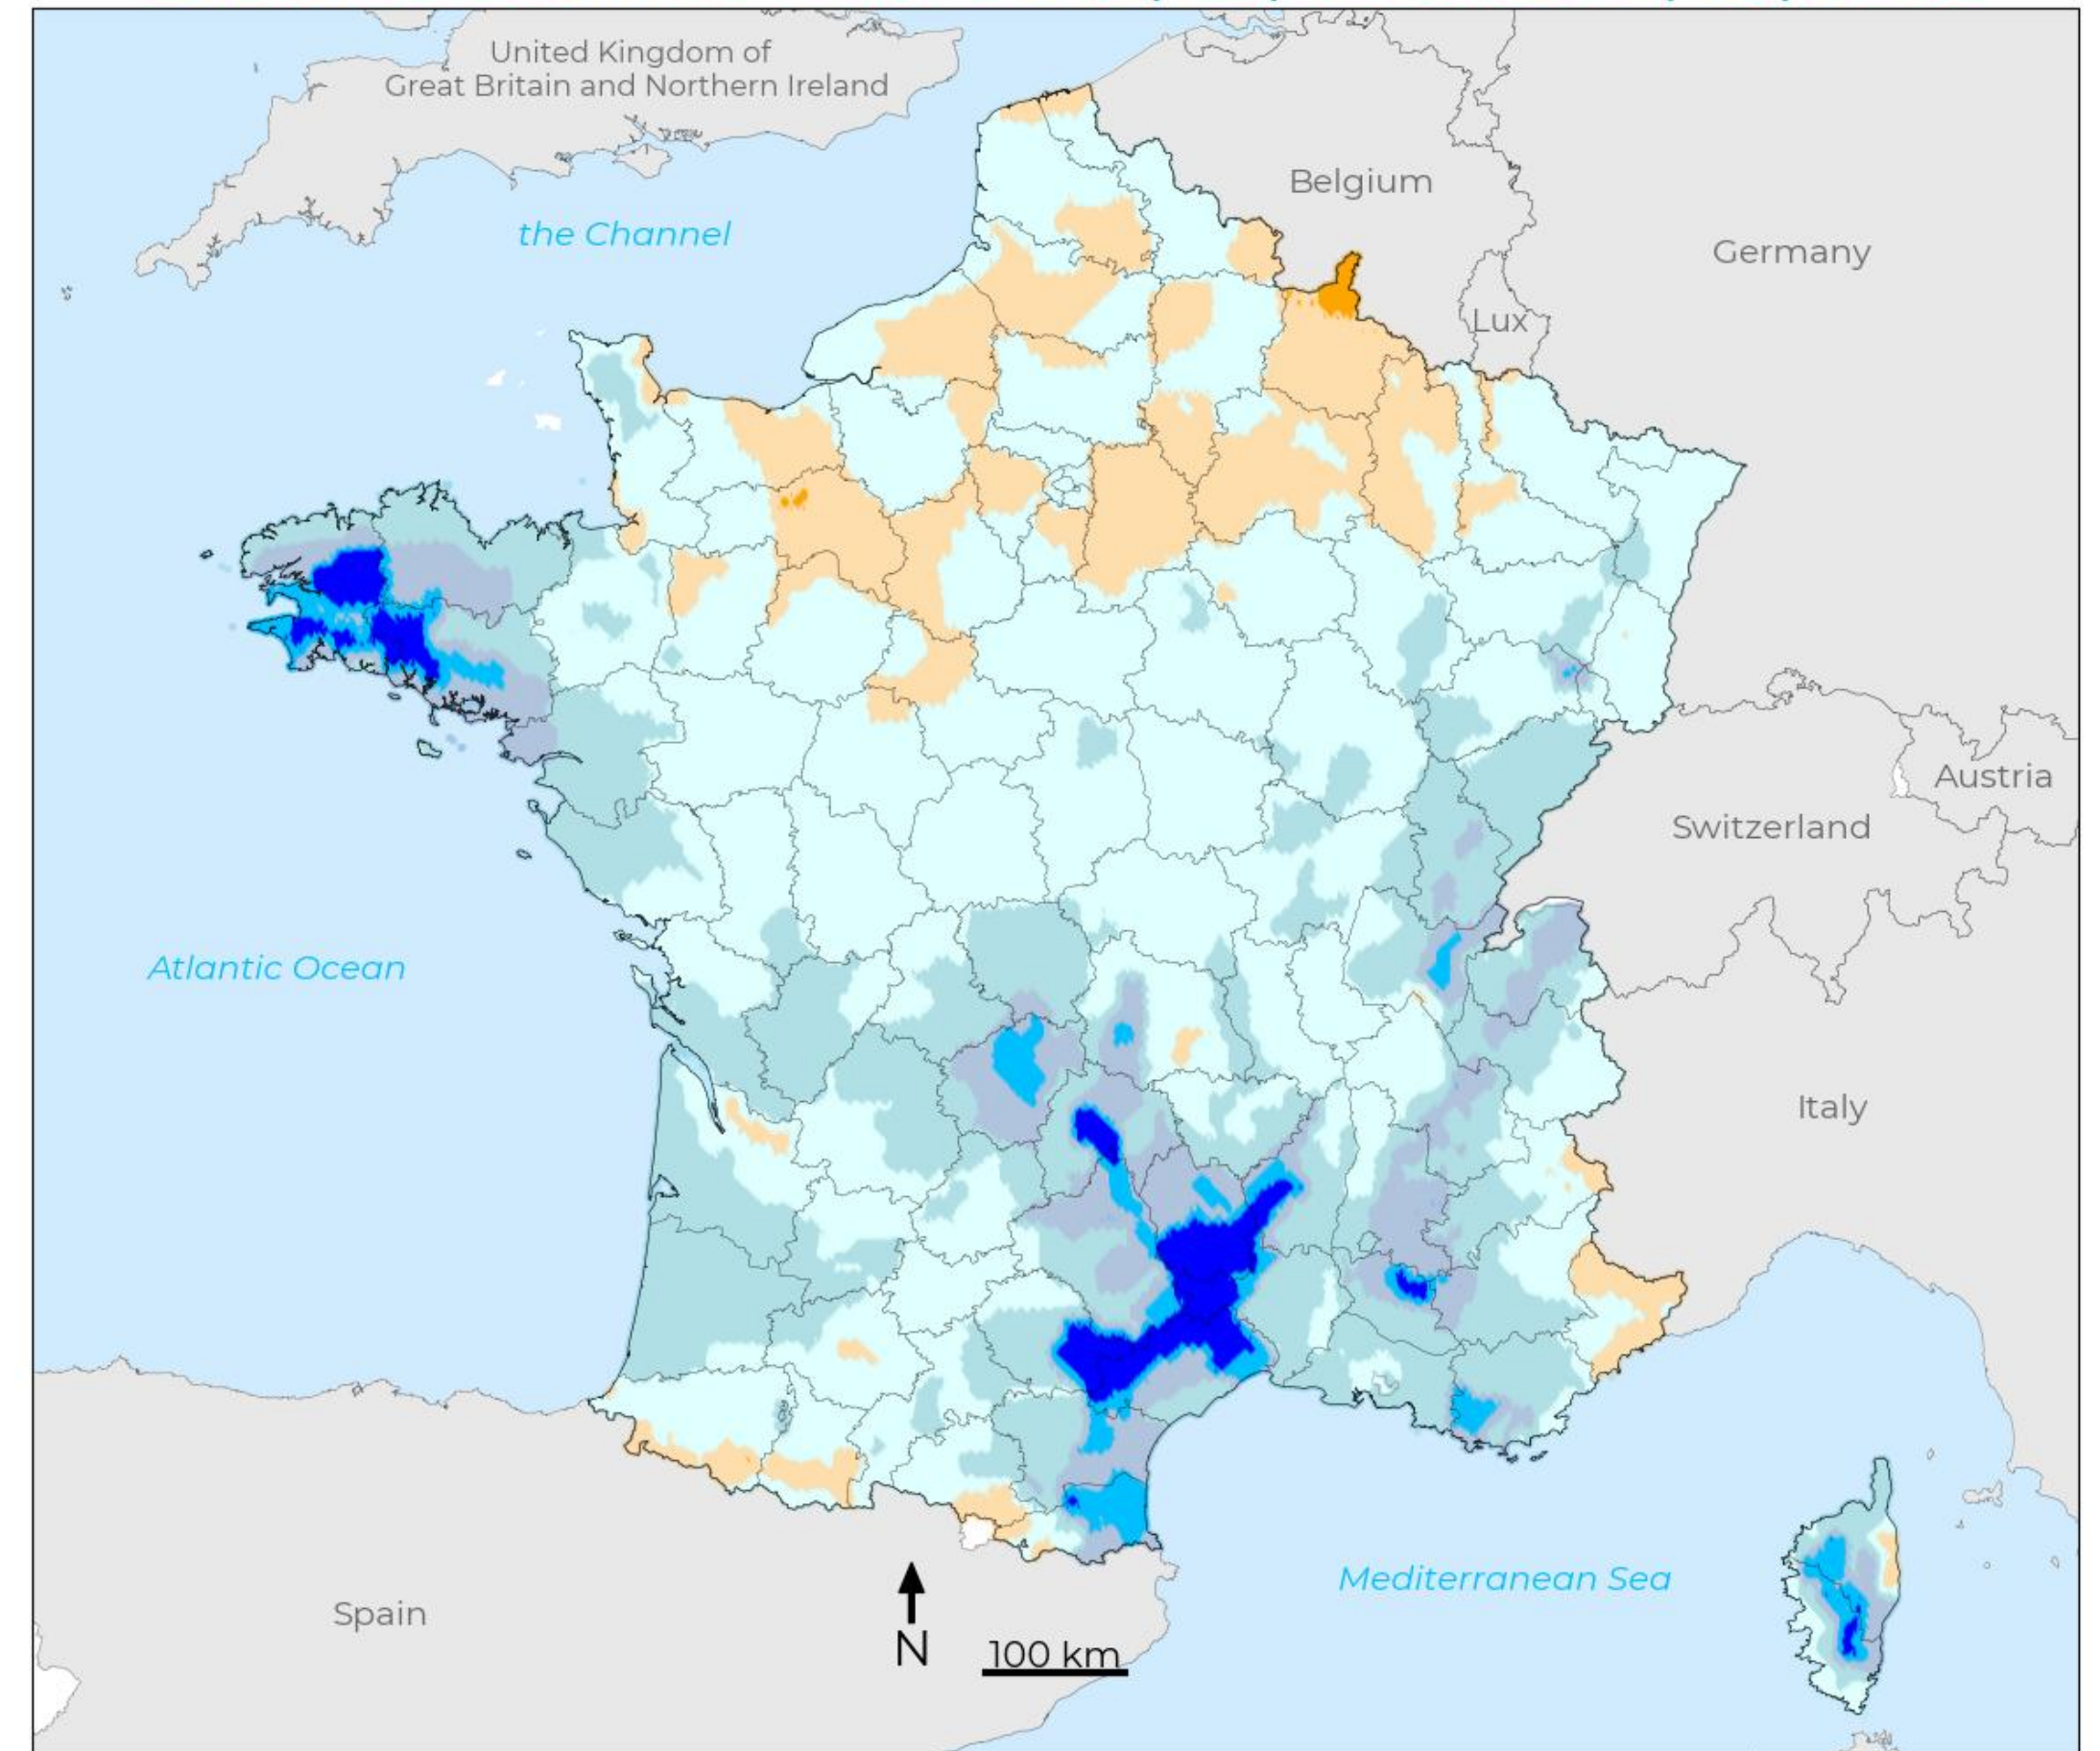 United Kingdom of
Great Britain and Northern Ireland
Belgium
the Channel
Germany
Lux
Austria
Switzerland
Atlantic Ocean
Italy
Mediterranean Sea
Spain
N
100 km